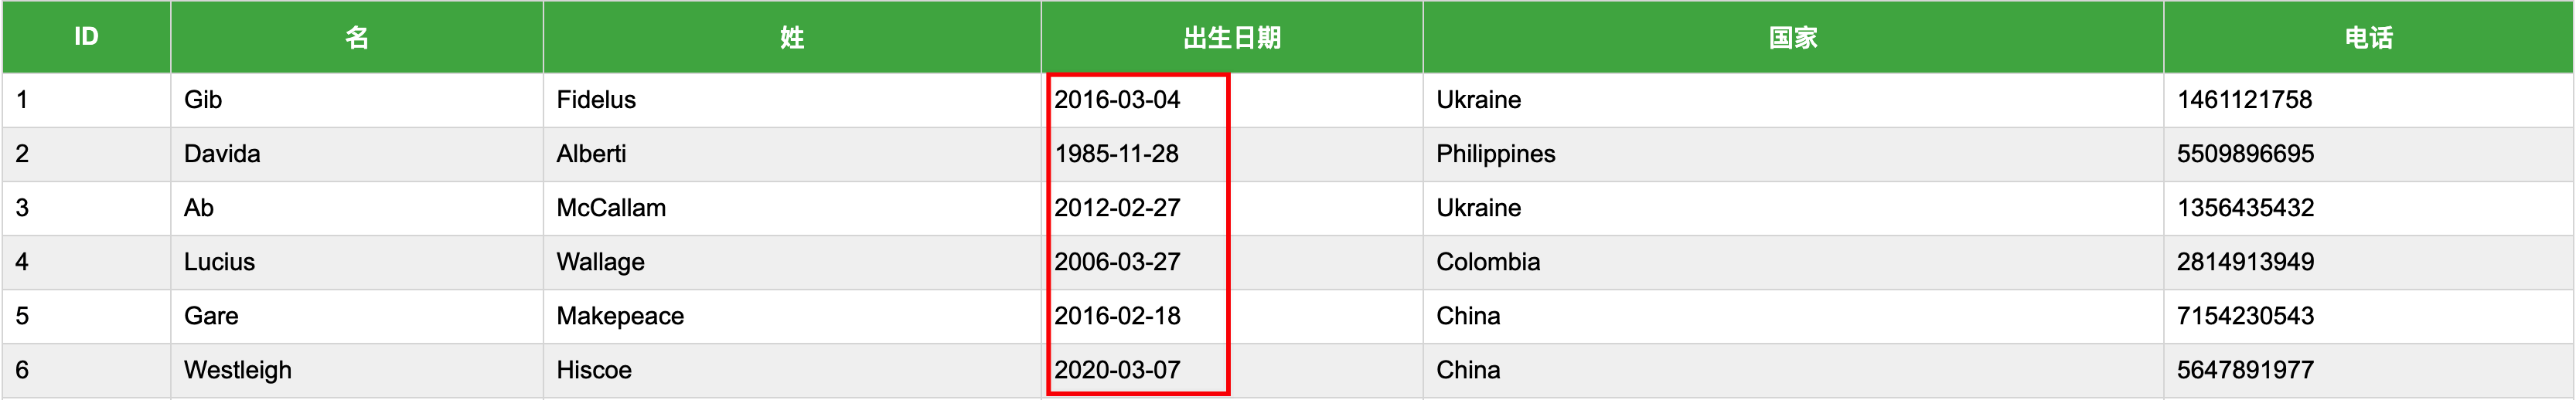 ID 名 姓 出生日期 国家 电话
1 Gib Fidelus 2016-03-04 Ukraine 1461121758
2 Davida Alberti 1985-11-28 Philippines 5509896695
3 Ab McCallam 2012-02-27 Ukraine 1356435432
4 Lucius Wallage 2006-03-27 Colombia 2814913949
5 Gare Makepeace 2016-02-18 China 7154230543
6 Westleigh Hiscoe 2020-03-07 China 5647891977